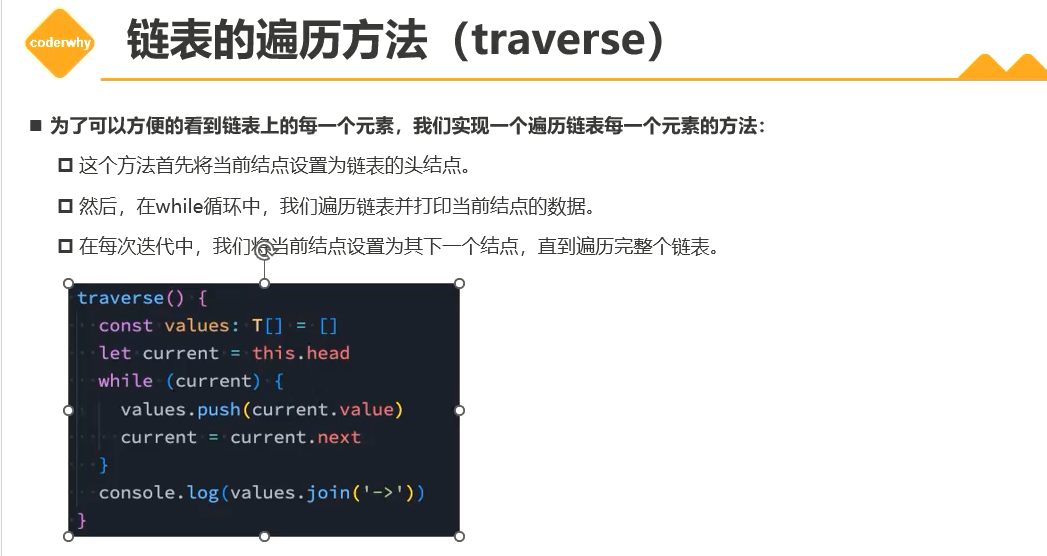 coderwhy
链表的遍历方法（traverse）
为了可以方便的看到链表上的每一个元素，我们实现一个遍历链表每一个元素的方法：
这个方法首先将当前结点设置为链表的头结点。
然后，在while循环中，我们遍历链表并打印当前结点的数据。
在每次迭代中，我们将当前结点设置为其下一个结点，直到遍历完整个链表。
traverse() {
const values: T[] = []
let current = this.head
while (current) {
values.push(current.value)
current = current.next
}
console.log(values.join('->'))
}